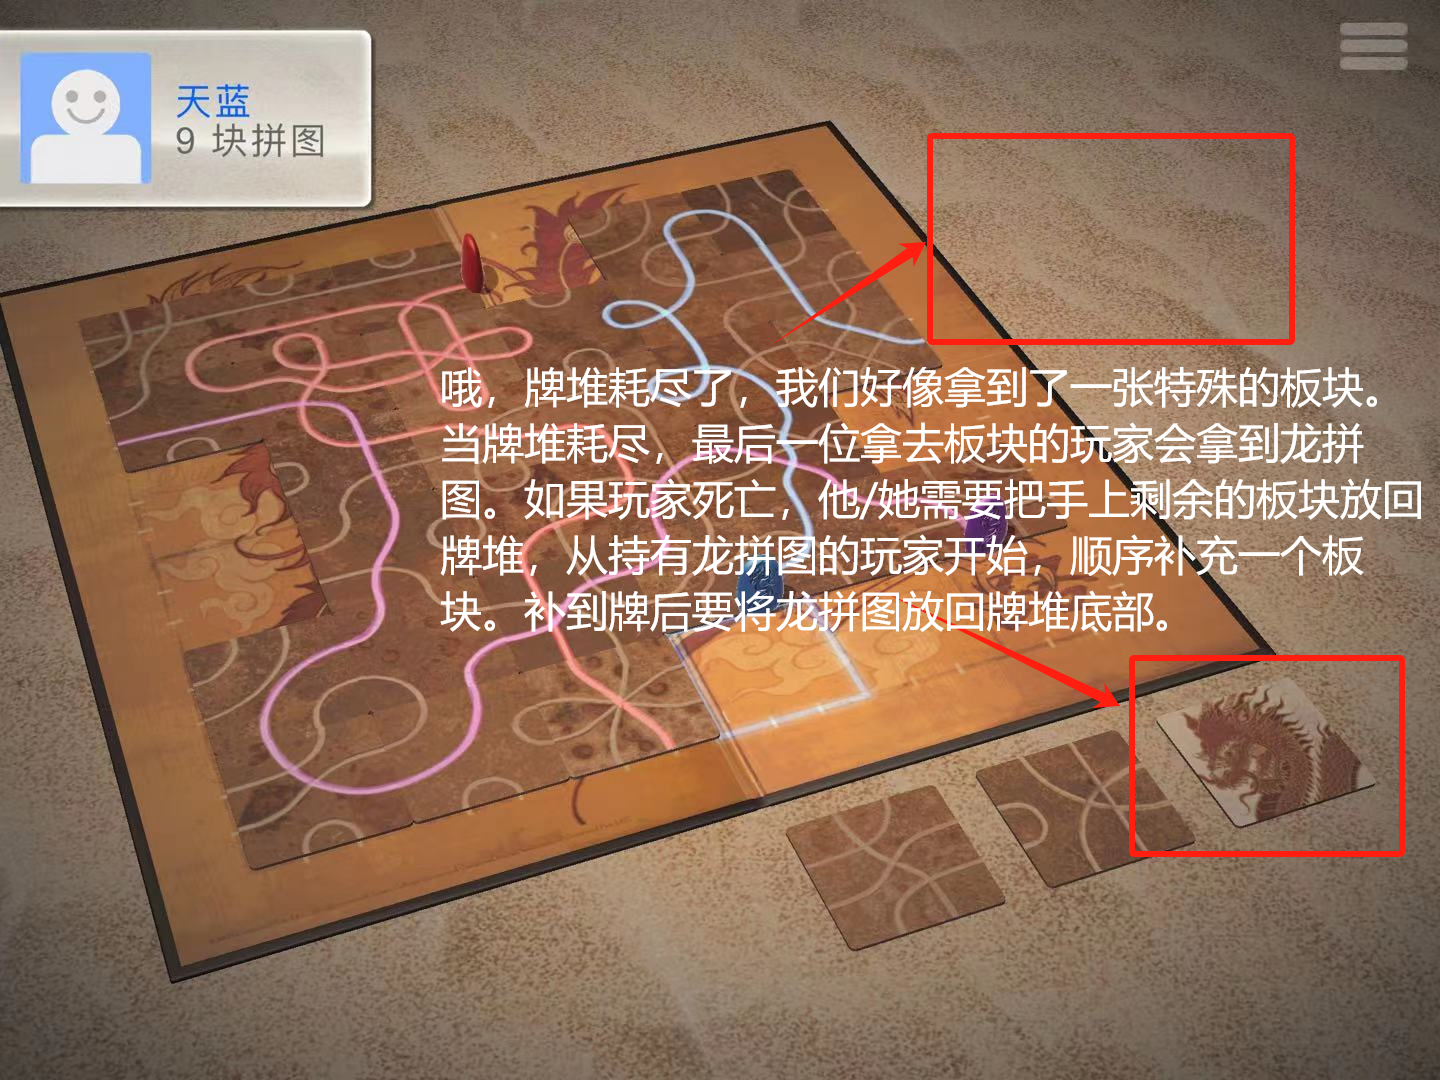 天蓝
9 块拼图
哦，牌堆耗尽了，我们好像拿到了一张特殊的板块。
当牌堆耗尽，最后一位拿去板块的玩家会拿到龙拼
图。如果玩家死亡，他/她需要把手上剩余的板块放回
牌堆，从持有龙拼图的玩家开始，顺序补充一个板
块。补到牌后要将龙拼图放回牌堆底部。